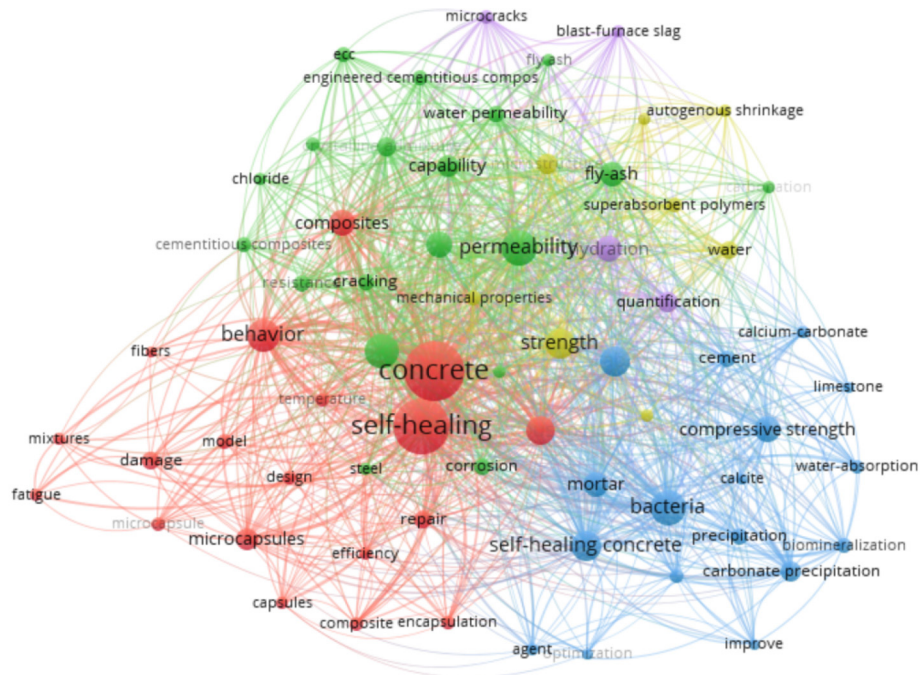 microcracks
blast-furnace slag
ecc
fly-ash
engineered cementitious compos
water permeability
autogenous shrinkage
capability
fly-ash
chloride
carbonation
superabsorbent polymers
composites
cementitious composites
permeability
hydration
water
resistance
cracking
mechanical properties
quantification
behavior
strength
calcium-carbonate
fibers
cement
concrete
limestone
temperature
self-healing
compressive strength
mixtures
model
damage
steel
corrosion
water-absorption
design
mortar
calcite
fatigue
bacteria
microcapsule
repair
microcapsules
precipitation
self-healing concrete
biomineralization
efficiency
carbonate precipitation
capsules
composite
encapsulation
agent
optimization
improve